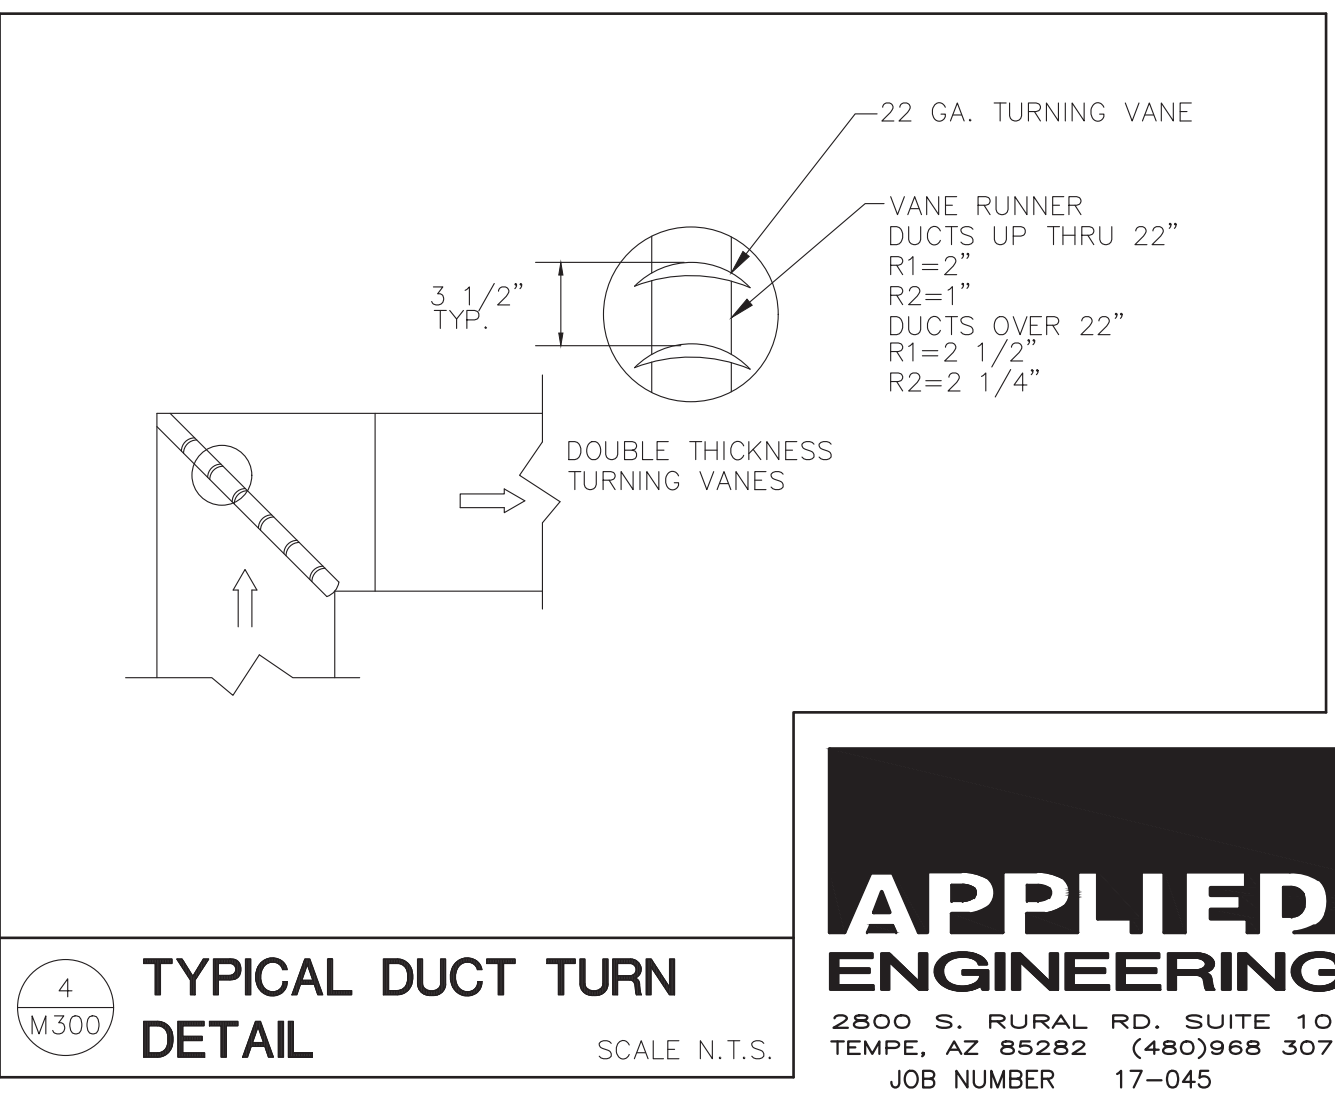 22 GA. TURNING VANE
VANE RUNNER
DUCTS UP THRU 22"
R1=2"
R2=1"
DUCTS OVER 22"
R1=2 1/2"
R2=2 1/4"
3 1/2"
TYP.
DOUBLE THICKNESS
TURNING VANES
4
M300
TYPICAL DUCT TURN
DETAIL
SCALE N.T.S.
APPLIED
ENGINEERING
2800 S. RURAL RD. SUITE 10
TEMPE, AZ 85282 (480)968 307
JOB NUMBER 17-045